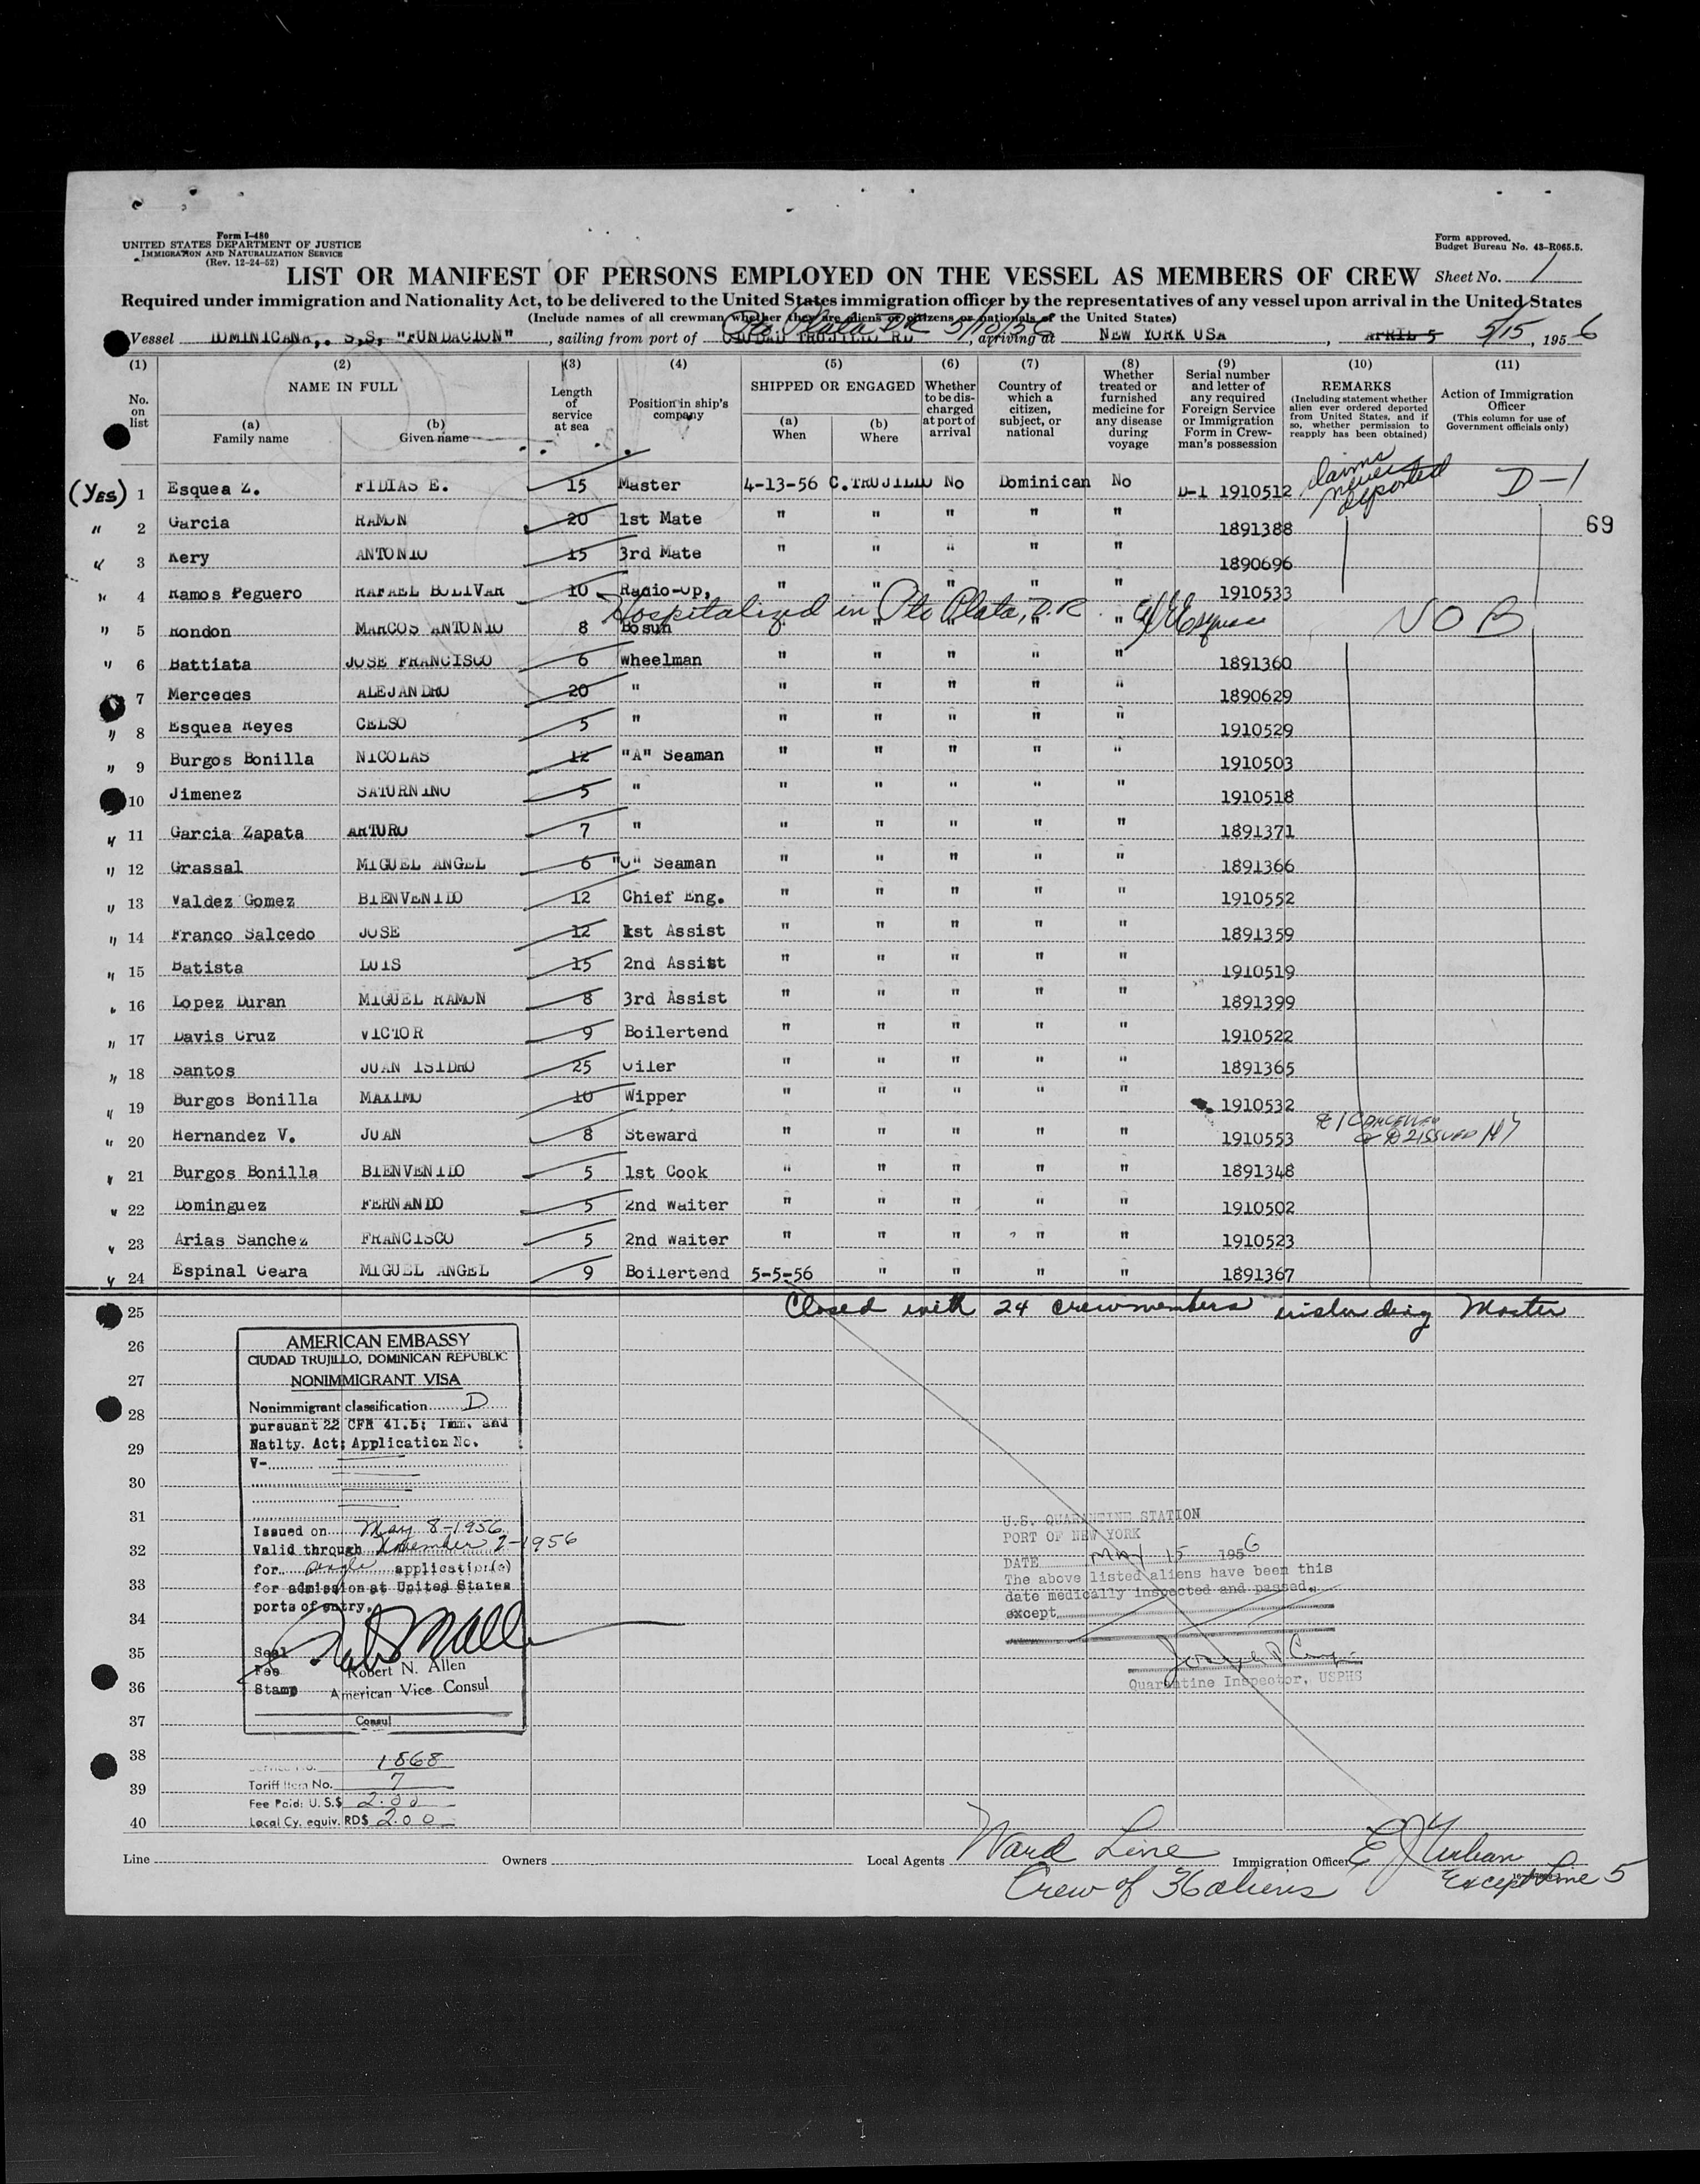 Form I-480
UNITED STATES DEPARTMENT OF JUSTICE
IMMIGRATION AND NATURALIZATION SERVICE
(Rev. 12-24-52)
Form approved.
Budget Bureau No. 43-R065.5.
LIST OR MANIFEST OF PERSONS EMPLOYED ON THE VESSEL AS MEMBERS OF CREW Sheet No. 1
Required under immigration and Nationality Act, to be delivered to the United States immigration officer by the representatives of any vessel upon arrival in the United States
(Include names of all crewman whether they are aliens or citizens or nationals of the United States)
Pto. Plata D R 5/10/56
Vessel DOMINICANA,. S,S, "FUNDACION" , sailing from port of CIUDAD TRUJILLO RD , arriving at NEW YORK USA , APRIL 5 5/15 , 1956
(1) (2) (3) (4) (5) (6) (7) (8) (9) (10) (11)
No. on list
NAME IN FULL
(a) Family name
(b) Given name
Length of service at sea
Position in ship's company
SHIPPED OR ENGAGED
(a) When
(b) Where
Whether to be discharged at port of arrival
Country of which a citizen, subject, or national
Whether treated or furnished medicine for any disease during voyage
Serial number and letter of any required Foreign Service or Immigration Form in Crewman's possession
REMARKS
(Including statement whether alien ever ordered deported from United States, and if so, whether permission to reapply has been obtained)
Action of Immigration Officer
(This column for use of Government officials only)
(YES) 1 Esquea Z. FIDIAS E. 15 Master 4-13-56 C.TRUJILLO No Dominican No D-1 1910512 claims never deported D-1
" 2 Garcia RAMON 20 1st Mate " " " " " 1891388 69
" 3 Kery ANTONIO 15 3rd Mate " " " " " 1890696
" 4 Ramos Peguero RAFAEL BOLIVAR 10 Radio-Op, " " " " " 1910533
Hospitalized in Pto Plata, D.R.
" 5 Rondon MARCOS ANTONIO 8 Bosun " " " " " NOB
" 6 Battiata JOSE FRANCISCO 6 wheelman " " " " " 1891360
7 Mercedes ALEJANDRO 20 " " " " " " 1890629
" 8 Esquea Reyes CELSO 5 " " " " " " 1910529
" 9 Burgos Bonilla NICOLAS 12 "A" Seaman " " " " " 1910503
10 Jimenez SATURNINO 5 " " " " " " 1910518
" 11 Garcia Zapata ARTURO 7 " " " " " " 1891371
" 12 Grassal MIGUEL ANGEL 6 "O" Seaman " " " " " 1891366
" 13 Valdez Gomez BIENVENIDO 12 Chief Eng. " " " " " 1910552
" 14 Franco Salcedo JOSE 12 1st Assist " " " " " 1891359
" 15 Batista LUIS 15 2nd Assist " " " " " 1910519
" 16 Lopez Duran MIGUEL RAMON 8 3rd Assist " " " " " 1891399
" 17 Davis Cruz VICTOR 9 Boilertend " " " " " 1910522
" 18 Santos JUAN ISIDRO 25 Oiler " " " " " 1891365
" 19 Burgos Bonilla MAXIMO 10 Wipper " " " " " 1910532
" 20 Hernandez V. JUAN 8 Steward " " " " " 1910553 CANCELLED ISSUED NY
" 21 Burgos Bonilla BIENVENIDO 5 1st Cook " " " " " 1891348
" 22 Dominguez FERNANDO 5 2nd waiter " " " " " 1910502
" 23 Arias Sanchez FRANCISCO 5 2nd waiter " " " " " 1910523
" 24 Espinal Ceara MIGUEL ANGEL 9 Boilertend 5-5-56 " " " " 1891367
25 Closed with 24 crewmembers including Master
26
27
28
29
30
31
32
33
34
35
36
37
38
39
40
AMERICAN EMBASSY
CIUDAD TRUJILLO, DOMINICAN REPUBLIC
NONIMMIGRANT VISA
Nonimmigrant classification D
pursuant 22 CFR 41.5; Imm. and
Natlty. Act; Application No.
V-
Issued on May 8-1956
Valid through November 7-1956
for single application(s)
for admission at United States
ports of entry.
Seal
Fee
Stamp
Robert N. Allen
American Vice Consul
Consul
Service No. 1868
Tariff Item No. 7
Fee Paid: U.S.$ 2.00
Local Cy. equiv. RD$ 2.00
U.S. QUARANTINE STATION
PORT OF NEW YORK
DATE MAY 15 1956
The above listed aliens have been this
date medically inspected and passed,
except
Quarantine Inspector, USPHS
Line Owners Local Agents Ward Line Immigration Officer
Crew of 36 aliens
Except Line 5